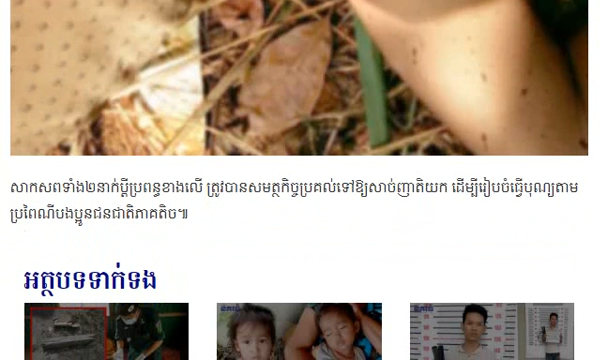 សាកសពទាំង២នាក់ប្តីប្រពន្ធខាងលើ ត្រូវបានសមត្ថកិច្ចប្រគល់ទៅឱ្យសាច់ញាតិយក ដើម្បីរៀបចំធ្វើបុណ្យតាម
ប្រពៃណីបងប្អូនជនជាតិភាគតិច៕
អត្ថបទទាក់ទង